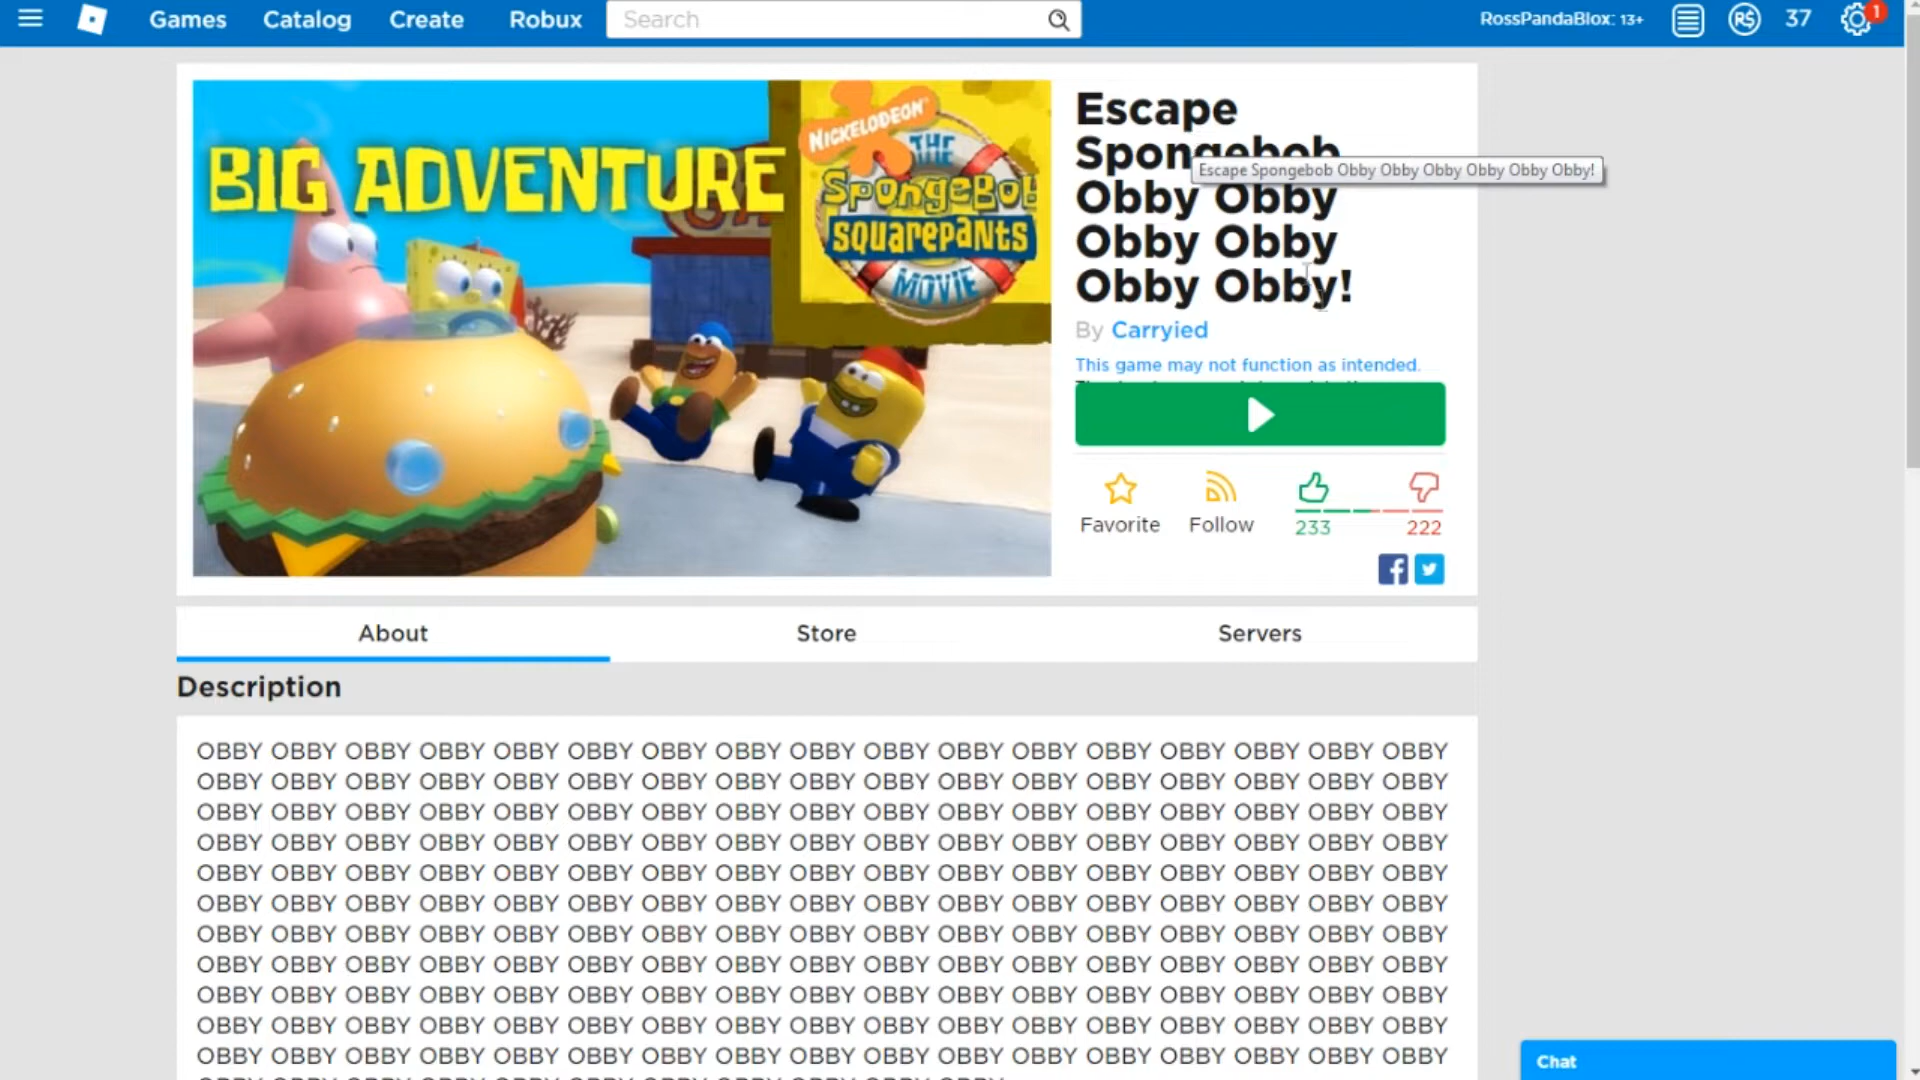 Games Catalog Create Robux Search RossPandaBlox: 13+ R$ 37 1
BIG ADVENTURE
NICKELODEON
THE
SpongeBob
SQUAREPANTS
MOVIE
Escape
Spongebob
Escape Spongebob Obby Obby Obby Obby Obby Obby!
Obby Obby
Obby Obby
Obby Obby!
By Carryied
This game may not function as intended.
Favorite Follow 233 222
About Store Servers
Description
OBBY OBBY OBBY OBBY OBBY OBBY OBBY OBBY OBBY OBBY OBBY OBBY OBBY OBBY OBBY OBBY OBBY
OBBY OBBY OBBY OBBY OBBY OBBY OBBY OBBY OBBY OBBY OBBY OBBY OBBY OBBY OBBY OBBY OBBY
OBBY OBBY OBBY OBBY OBBY OBBY OBBY OBBY OBBY OBBY OBBY OBBY OBBY OBBY OBBY OBBY OBBY
OBBY OBBY OBBY OBBY OBBY OBBY OBBY OBBY OBBY OBBY OBBY OBBY OBBY OBBY OBBY OBBY OBBY
OBBY OBBY OBBY OBBY OBBY OBBY OBBY OBBY OBBY OBBY OBBY OBBY OBBY OBBY OBBY OBBY OBBY
OBBY OBBY OBBY OBBY OBBY OBBY OBBY OBBY OBBY OBBY OBBY OBBY OBBY OBBY OBBY OBBY OBBY
OBBY OBBY OBBY OBBY OBBY OBBY OBBY OBBY OBBY OBBY OBBY OBBY OBBY OBBY OBBY OBBY OBBY
OBBY OBBY OBBY OBBY OBBY OBBY OBBY OBBY OBBY OBBY OBBY OBBY OBBY OBBY OBBY OBBY OBBY
OBBY OBBY OBBY OBBY OBBY OBBY OBBY OBBY OBBY OBBY OBBY OBBY OBBY OBBY OBBY OBBY OBBY
OBBY OBBY OBBY OBBY OBBY OBBY OBBY OBBY OBBY OBBY OBBY OBBY OBBY OBBY OBBY OBBY OBBY
OBBY OBBY OBBY OBBY OBBY OBBY OBBY OBBY OBBY OBBY OBBY OBBY OBBY OBBY OBBY OBBY OBBY
Chat